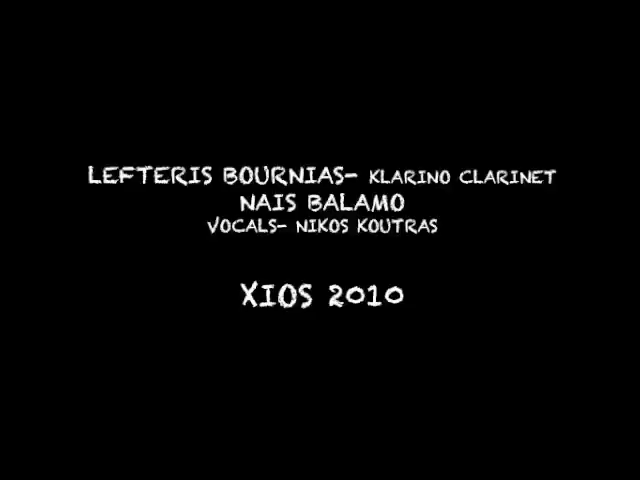 LEFTERIS BOURNIAS- KLARINO CLARINET
NAIS BALAMO
VOCALS- NIKOS KOUTRAS
XIOS 2010